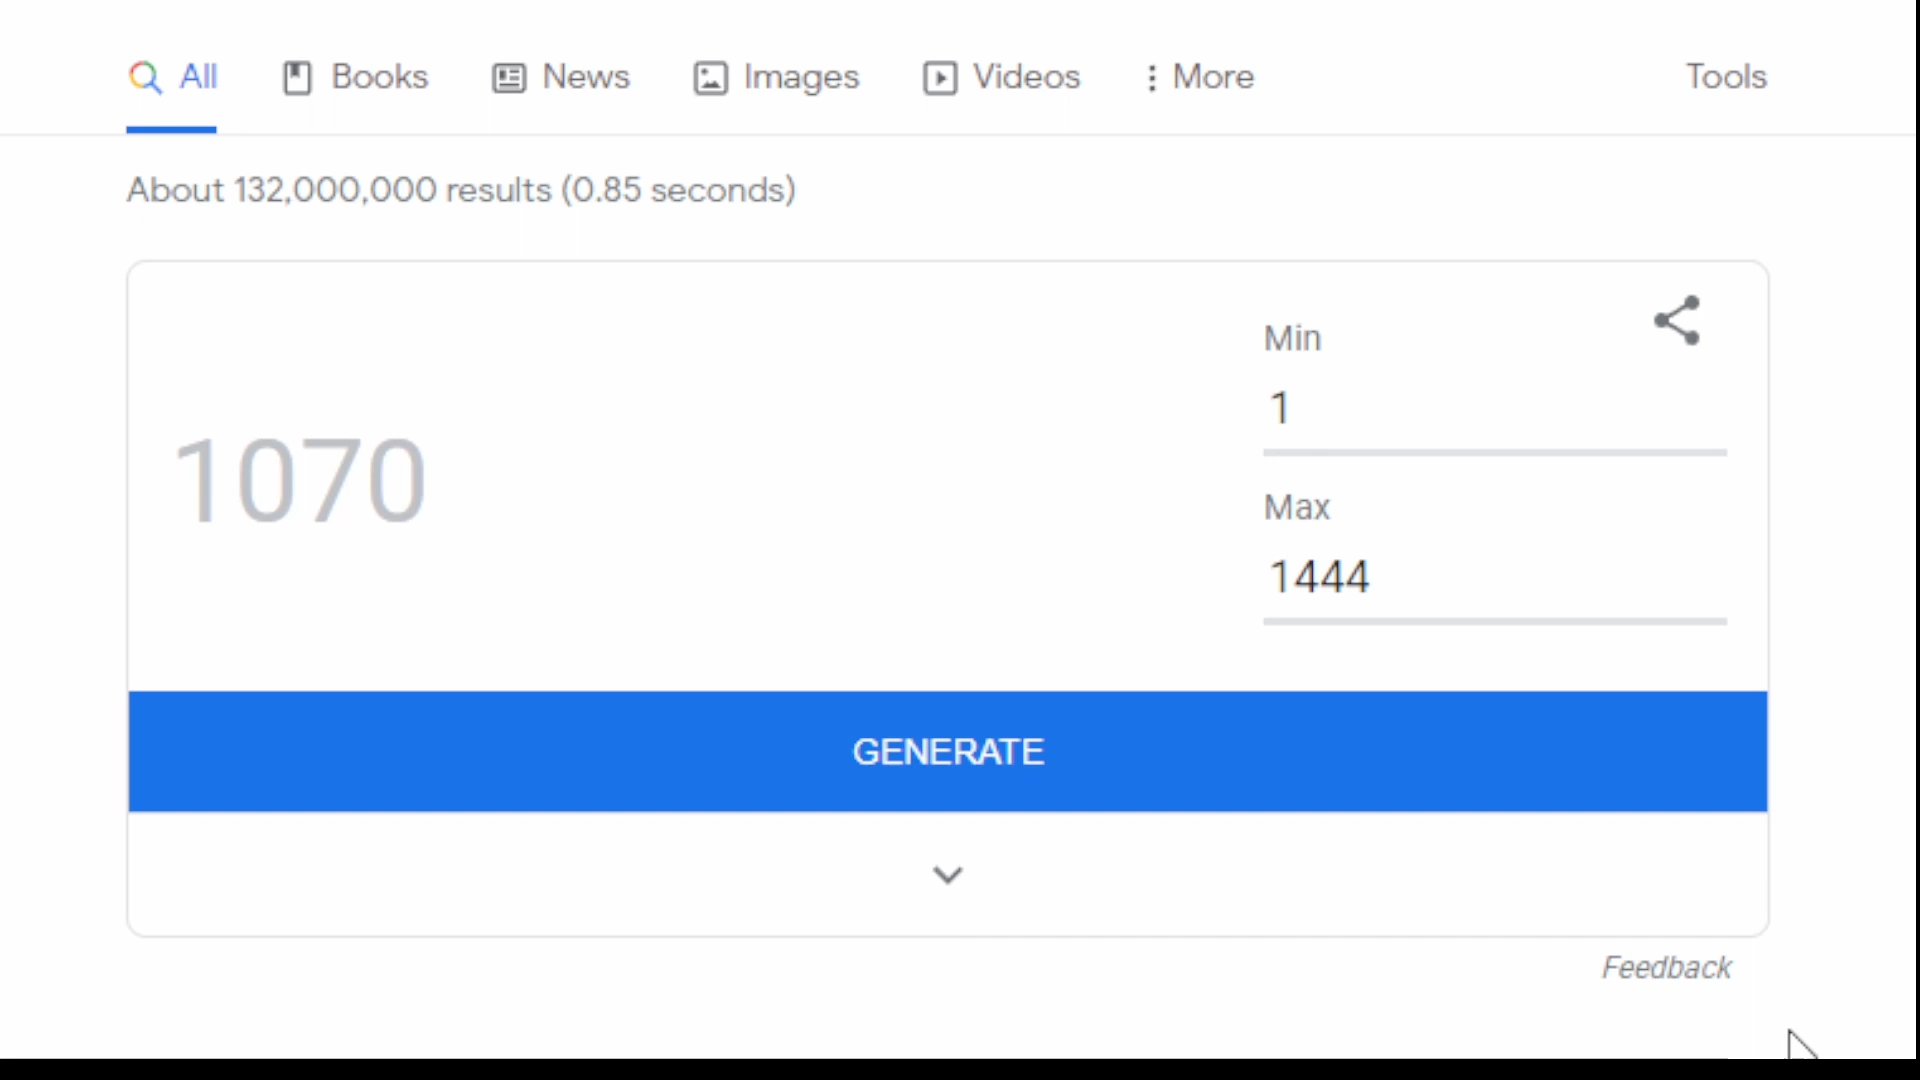 All Books News Images Videos More Tools
About 132,000,000 results (0.85 seconds)
Min
1
1070
Max
1444
GENERATE
Feedback